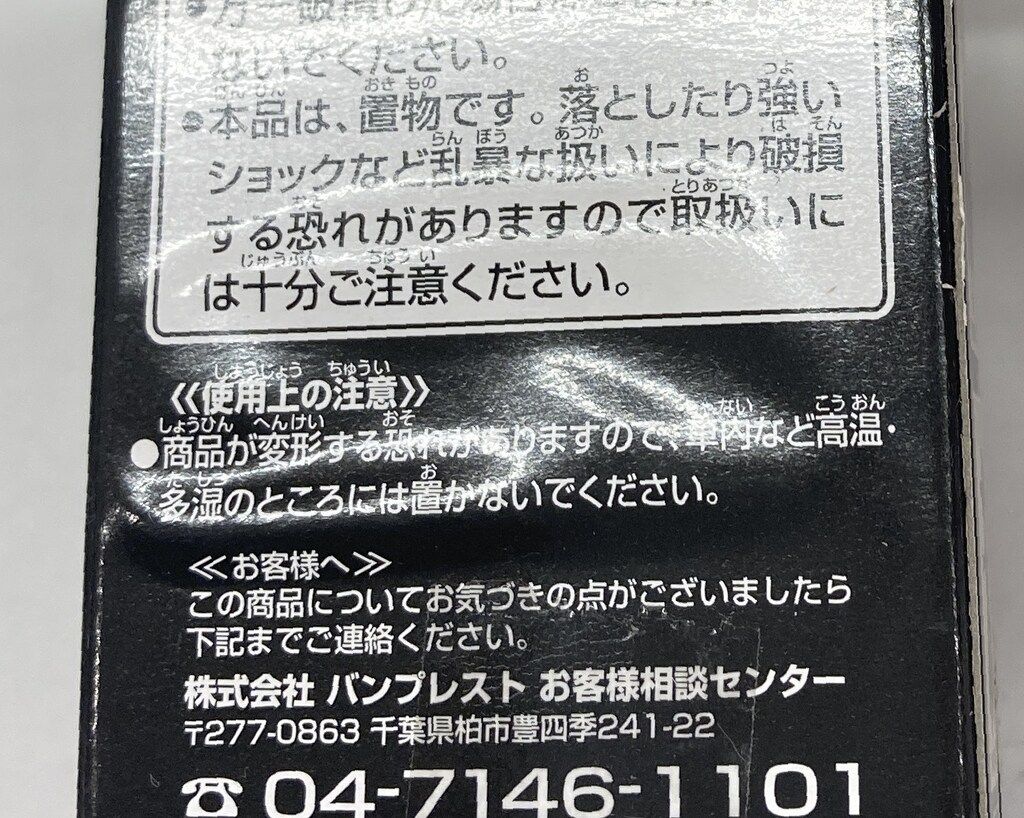 ●万一破損した場合
ないでください。
●本品は、置物です。落としたり強い
ショックなど乱暴な扱いにより破損
する恐れがありますので取扱いに
は十分ご注意ください。
《使用上の注意》
●商品が変形する恐れがありますので、車内など高温・
多湿のところには置かないでください。
≪お客様へ≫
この商品についてお気づきの点がございましたら
下記までご連絡ください。
株式会社 バンプレスト お客様相談センター
〒277-0863 千葉県柏市豊四季241-22
☎04-7146-1101